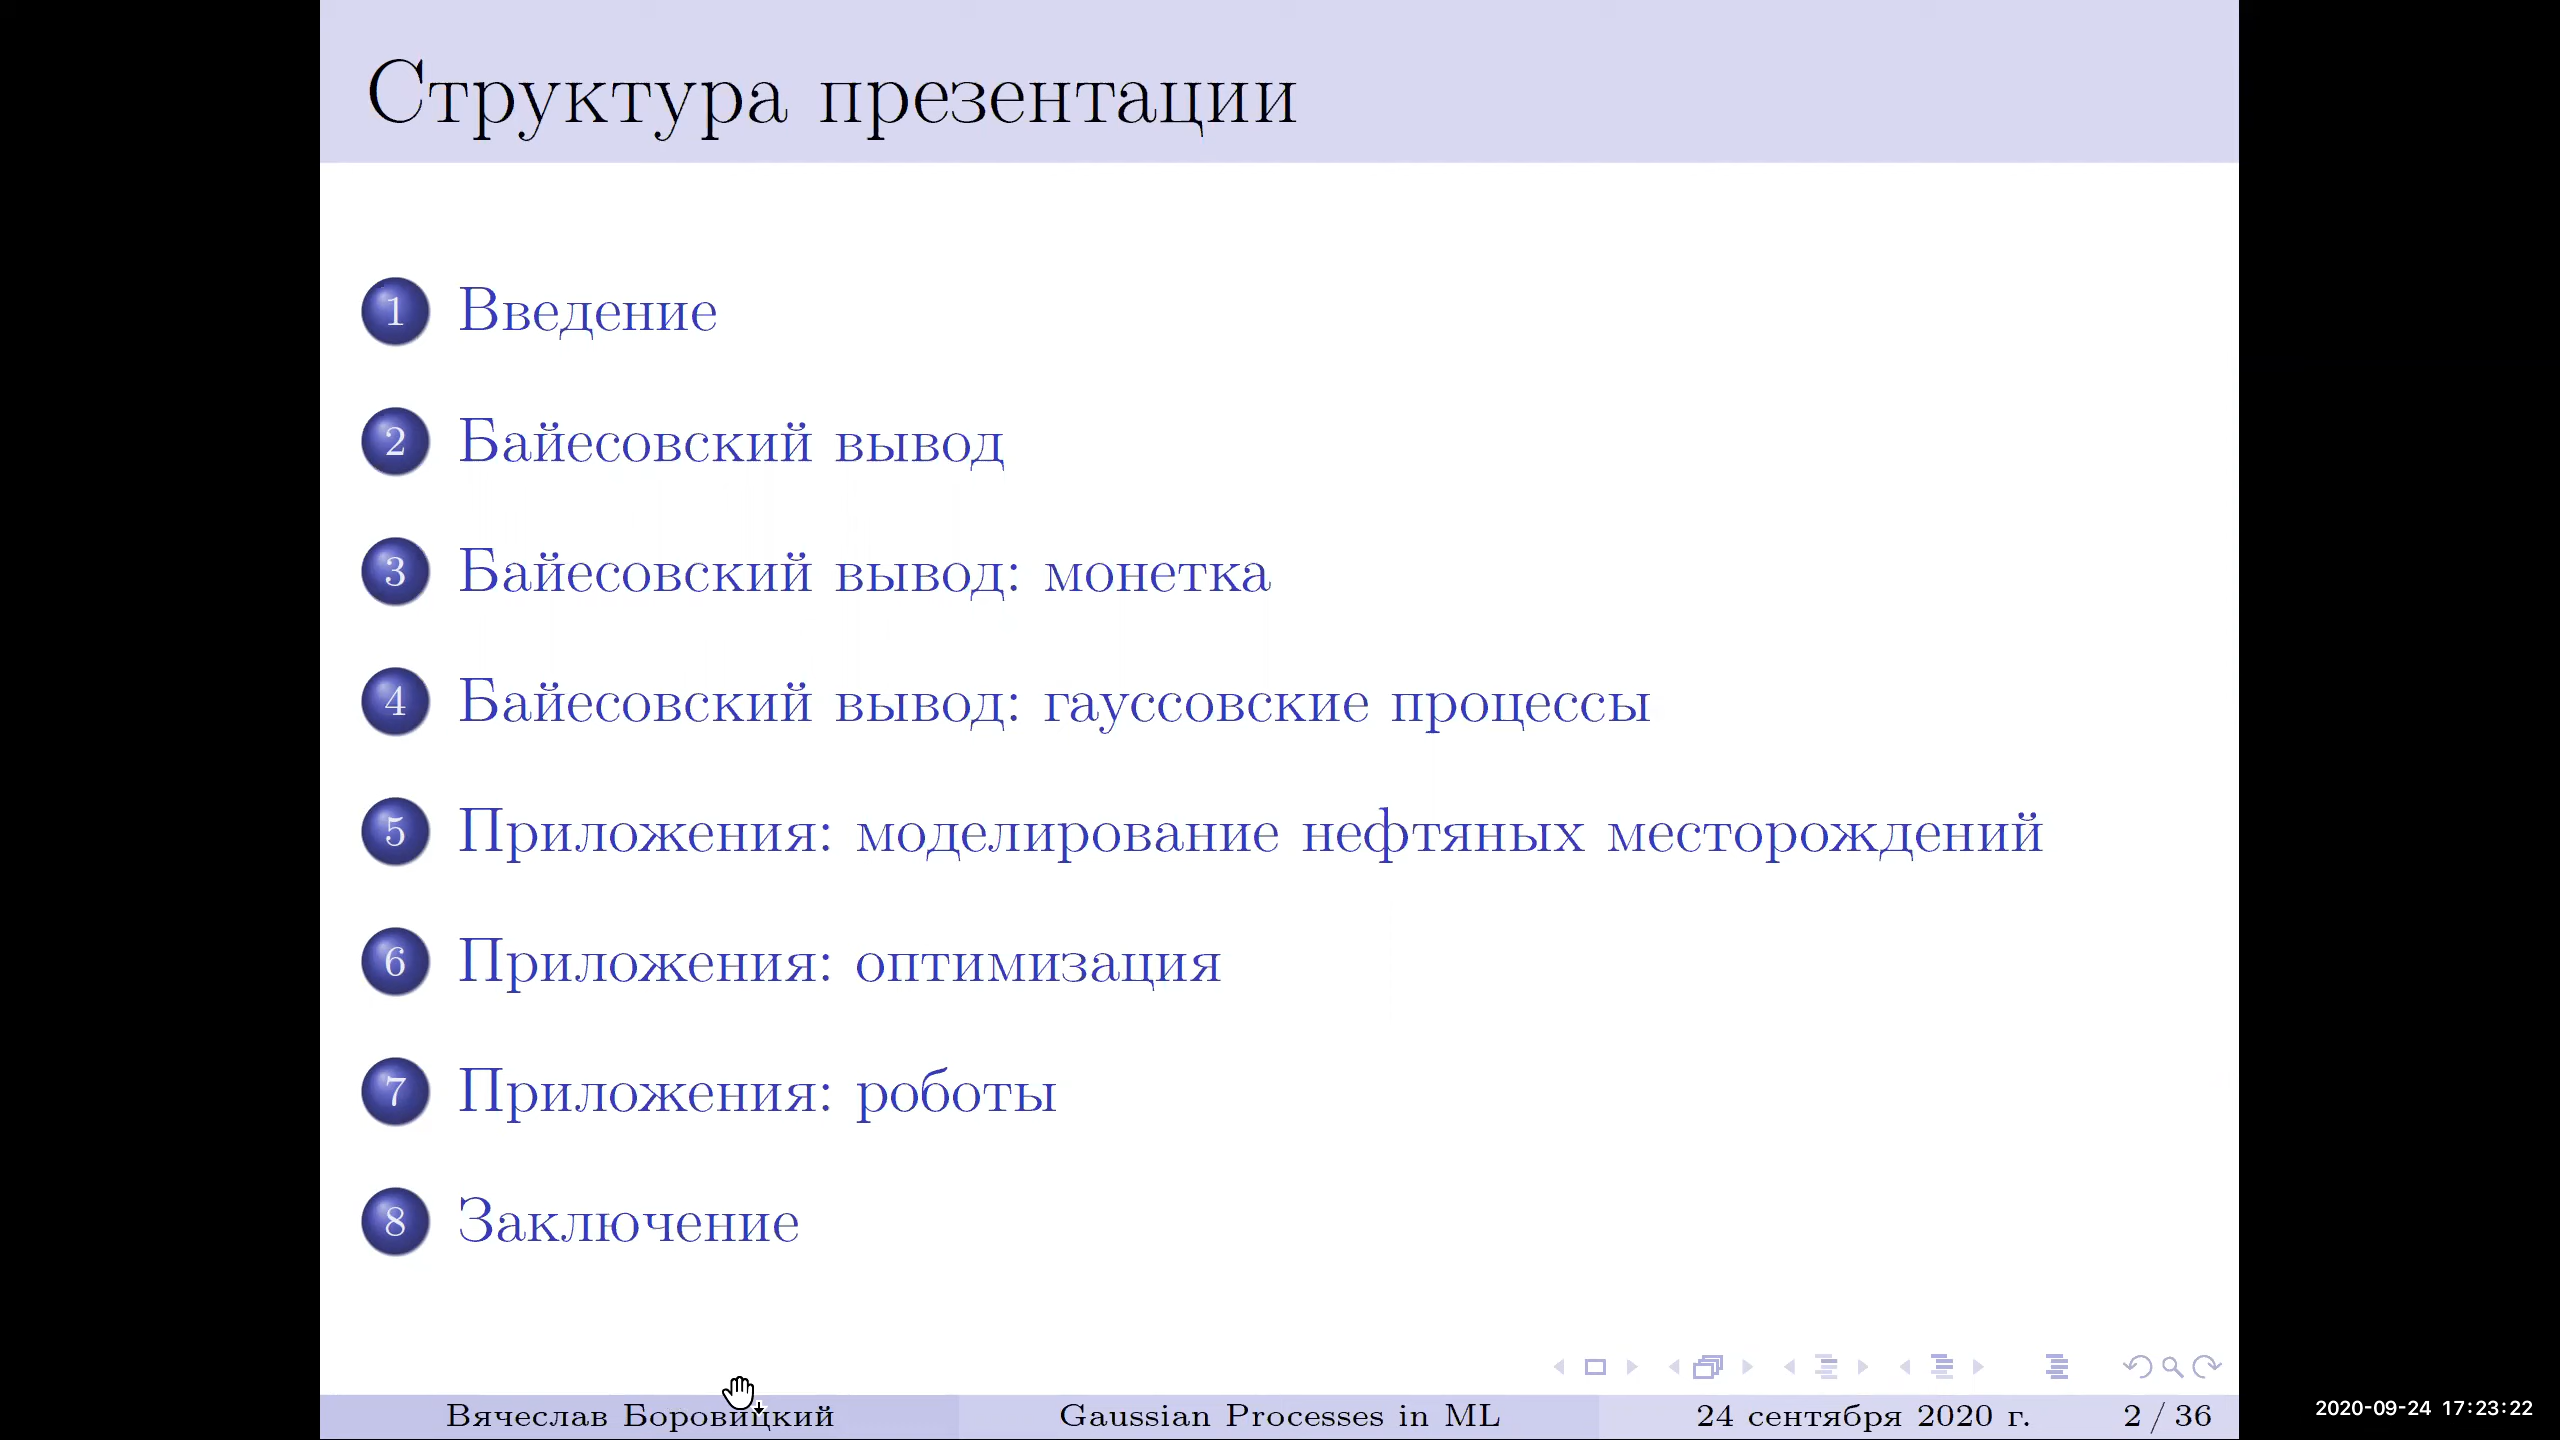 Структура презентации
1 Введение
2 Байесовский вывод
3 Байесовский вывод: монетка
4 Байесовский вывод: гауссовские процессы
5 Приложения: моделирование нефтяных месторождений
6 Приложения: оптимизация
7 Приложения: роботы
8 Заключение
Вячеслав Боровицкий Gaussian Processes in ML 24 сентября 2020 г. 2 / 36
2020-09-24 17:23:22